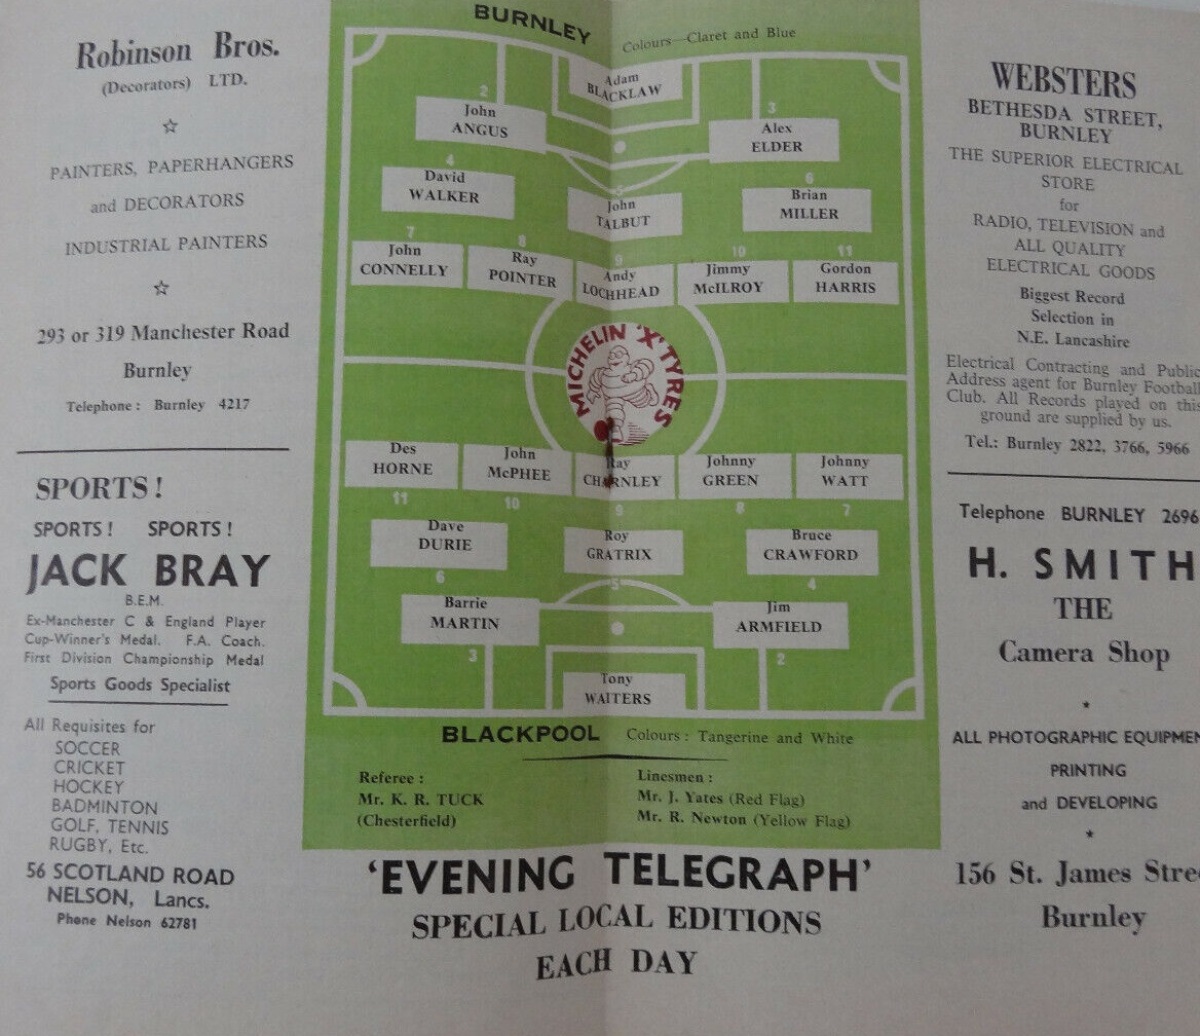 Robinson Bros.
(Decorators) LTD.
☆
PAINTERS, PAPERHANGERS
and DECORATORS
INDUSTRIAL PAINTERS
☆
293 or 319 Manchester Road
Burnley
Telephone: Burnley 4217
SPORTS!
SPORTS! SPORTS!
JACK BRAY
B.E.M.
Ex-Manchester C & England Player
Cup-Winner's Medal. F.A. Coach.
First Division Championship Medal
Sports Goods Specialist
All Requisites for
SOCCER
CRICKET
HOCKEY
BADMINTON
GOLF, TENNIS
RUGBY, Etc.
56 SCOTLAND ROAD
NELSON, Lancs.
Phone Nelson 62781
BURNLEY Colours—Claret and Blue
Adam
BLACKLAW
2 3
John Alex
ANGUS ELDER
4 5 6
David John Brian
WALKER TALBUT MILLER
7 8 9 10 11
John Ray Andy Jimmy Gordon
CONNELLY POINTER LOCHHEAD McILROY HARRIS
MICHELIN 'X' TYRES
Des John Ray Johnny Johnny
HORNE McPHEE CHARNLEY GREEN WATT
11 10 9 8 7
Dave Roy Bruce
DURIE GRATRIX CRAWFORD
6 5 4
Barrie Jim
MARTIN ARMFIELD
3 2
Tony
WAITERS
BLACKPOOL Colours: Tangerine and White
Referee:
Mr. K. R. TUCK
(Chesterfield)
Linesmen:
Mr. J. Yates (Red Flag)
Mr. R. Newton (Yellow Flag)
'EVENING TELEGRAPH'
SPECIAL LOCAL EDITIONS
EACH DAY
WEBSTERS
BETHESDA STREET,
BURNLEY
THE SUPERIOR ELECTRICAL
STORE
for
RADIO, TELEVISION and
ALL QUALITY
ELECTRICAL GOODS
Biggest Record
Selection in
N.E. Lancashire
Electrical Contracting and Public
Address agent for Burnley Football
Club. All Records played on this
ground are supplied by us.
Tel.: Burnley 2822, 3766, 5966
Telephone BURNLEY 2696
H. SMITH
THE
Camera Shop
*
ALL PHOTOGRAPHIC EQUIPMEN
PRINTING
and DEVELOPING
*
156 St. James Stre
Burnley